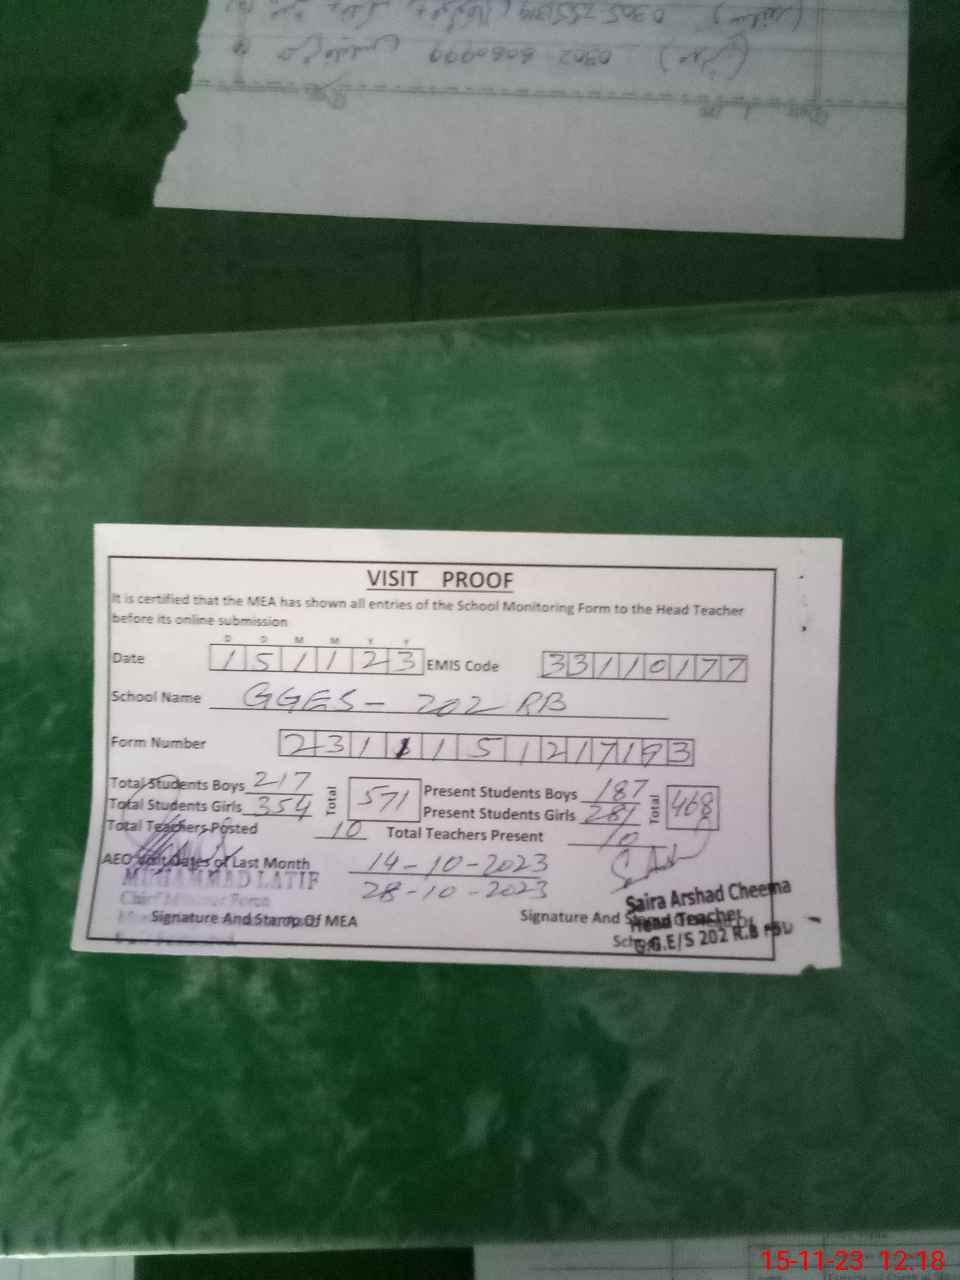 0302 8080999
VISIT PROOF
It is certified that the MEA has shown all entries of the School Monitoring Form to the Head Teacher
before its online submission
D D M M Y Y
Date 1 5 1 1 2 3 EMIS Code 3 3 1 1 0 1 7 7
School Name GGES - 202 RB
Form Number 2 3 1 1 1 5 1 2 1 7 1 9 3
Total Students Boys 217 Total 571 Present Students Boys 187 Total 468
Total Students Girls 354 Present Students Girls 281
Total Teachers Posted 10 Total Teachers Present 10
AEO Visit Dates of Last Month 14-10-2023
28-10-2023
MUHAMMAD LATIF
Saira Arshad Cheema
Signature And Stamp Of MEA Signature And
Head Teacher
G.G.E/S 202 R.B FSD
15-11-23 12:18